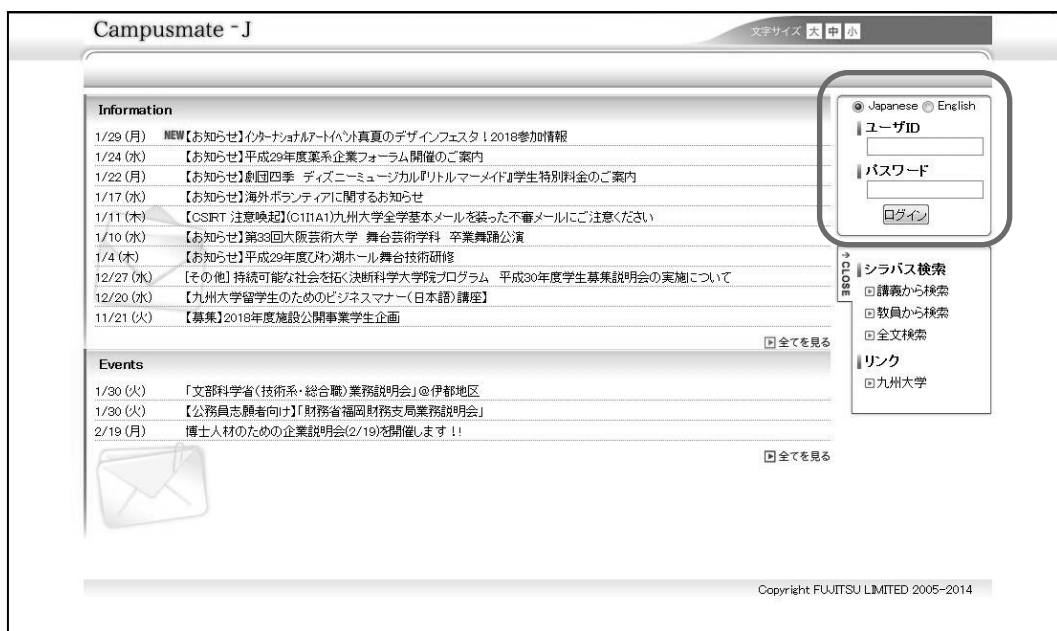 Campusmate-J
文字サイズ 大 中 小
Information
1/29 (月) NEW【お知らせ】インターナショナルアートイベント真夏のデザインフェスタ！2018参加情報
1/24 (水) 【お知らせ】平成29年度薬系企業フォーラム開催のご案内
1/22 (月) 【お知らせ】劇団四季 ディズニーミュージカル『リトルマーメイド』学生特別料金のご案内
1/17 (水) 【お知らせ】海外ボランティアに関するお知らせ
1/11 (木) 【CSIRT 注意喚起】(C1I1A1)九州大学全学基本メールを装った不審メールにご注意ください
1/10 (水) 【お知らせ】第33回大阪芸術大学 舞台芸術学科 卒業舞踊公演
1/4 (木) 【お知らせ】平成29年度びわ湖ホール舞台技術研修
12/27 (水) [その他] 持続可能な社会を拓く決断科学大学院プログラム 平成30年度学生募集説明会の実施について
12/20 (水) 【九州大学留学生のためのビジネスマナー(日本語)講座】
11/21 (火) 【募集】2018年度施設公開事業学生企画
全てを見る
Events
1/30 (火) 「文部科学省(技術系・総合職)業務説明会」@伊都地区
1/30 (火) 【公務員志願者向け】「財務省福岡財務支局業務説明会」
2/19 (月) 博士人材のための企業説明会(2/19)を開催します!!
全てを見る
Japanese English
ユーザID
パスワード
ログイン
→CLOSE
シラバス検索
講義から検索
教員から検索
全文検索
リンク
九州大学
Copyright FUJITSU LIMITED 2005-2014